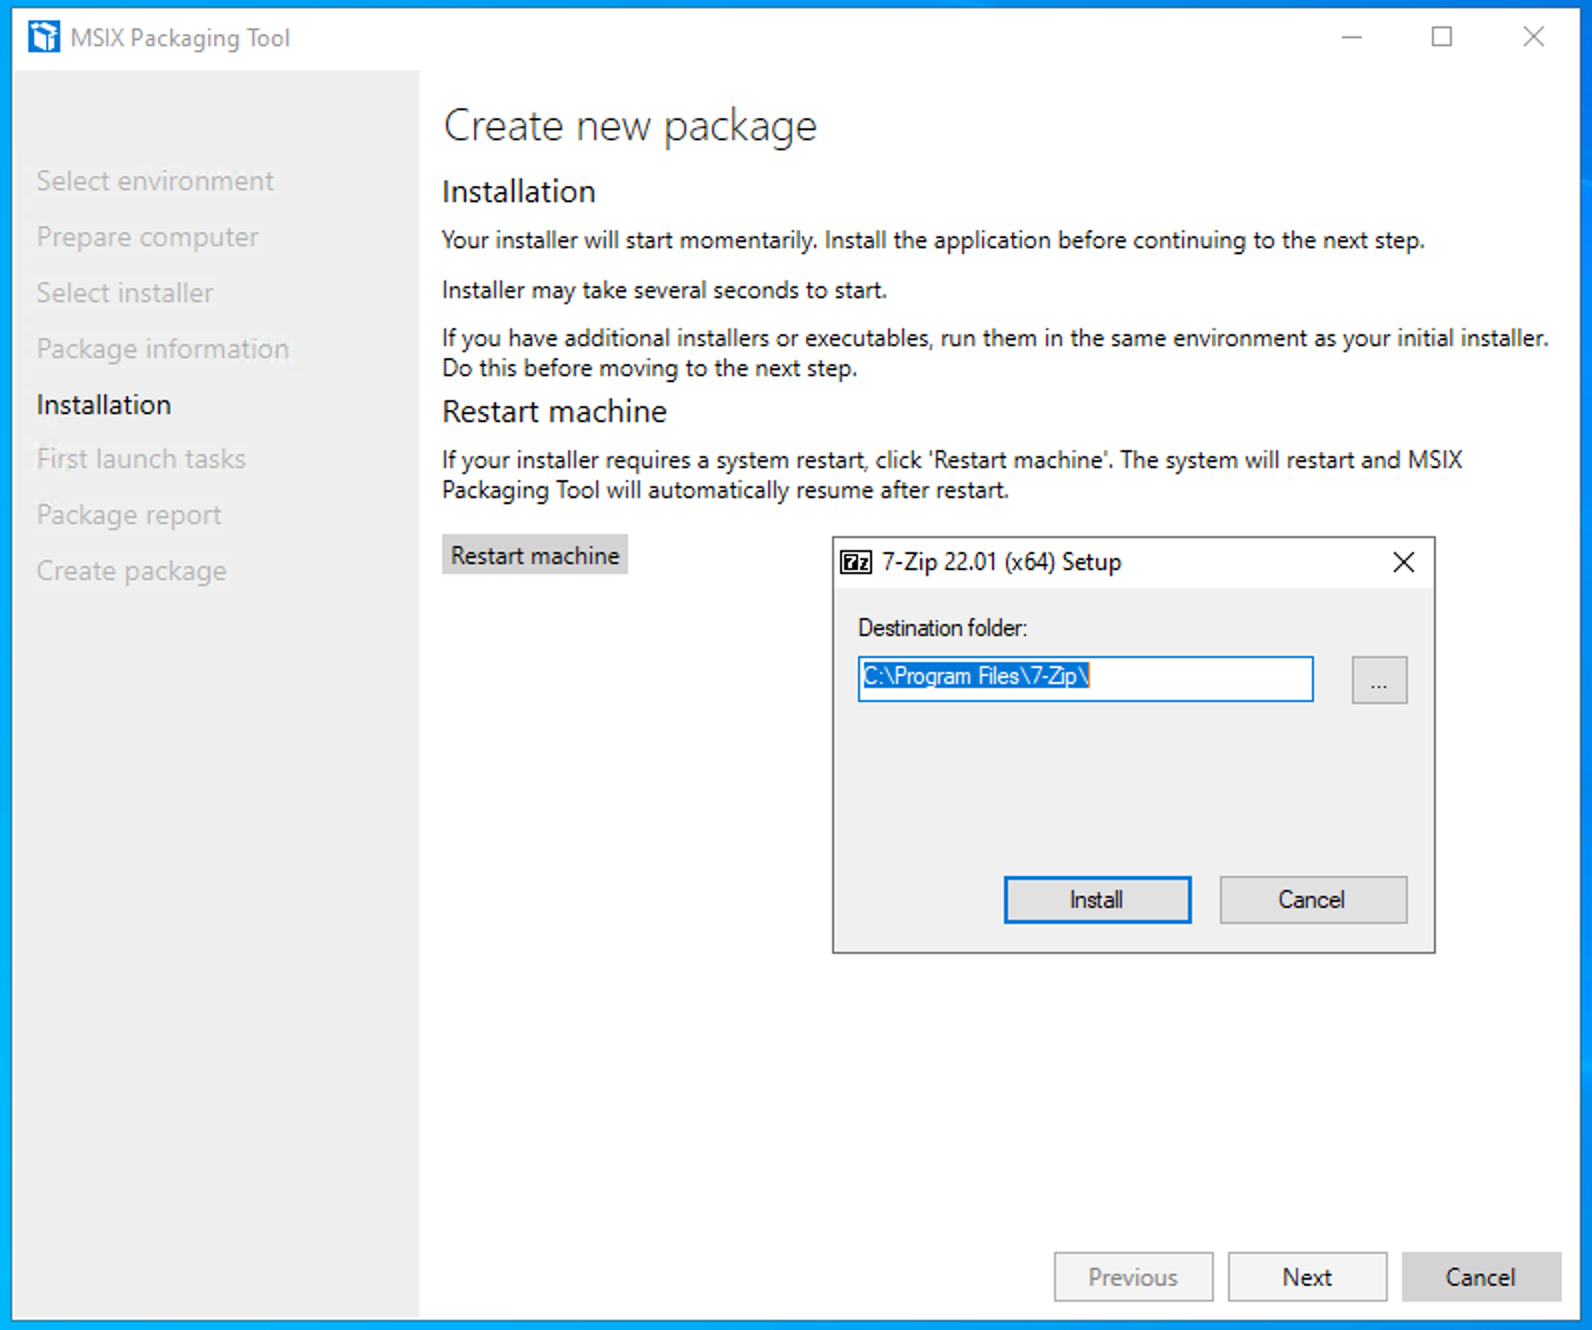 MSIX Packaging Tool
Select environment
Prepare computer
Select installer
Package information
Installation
First launch tasks
Package report
Create package
Create new package
Installation
Your installer will start momentarily. Install the application before continuing to the next step.
Installer may take several seconds to start.
If you have additional installers or executables, run them in the same environment as your initial installer.
Do this before moving to the next step.
Restart machine
If your installer requires a system restart, click 'Restart machine'. The system will restart and MSIX
Packaging Tool will automatically resume after restart.
Restart machine
7-Zip 22.01 (x64) Setup
Destination folder:
C:\Program Files\7-Zip\
...
Install
Cancel
Previous
Next
Cancel